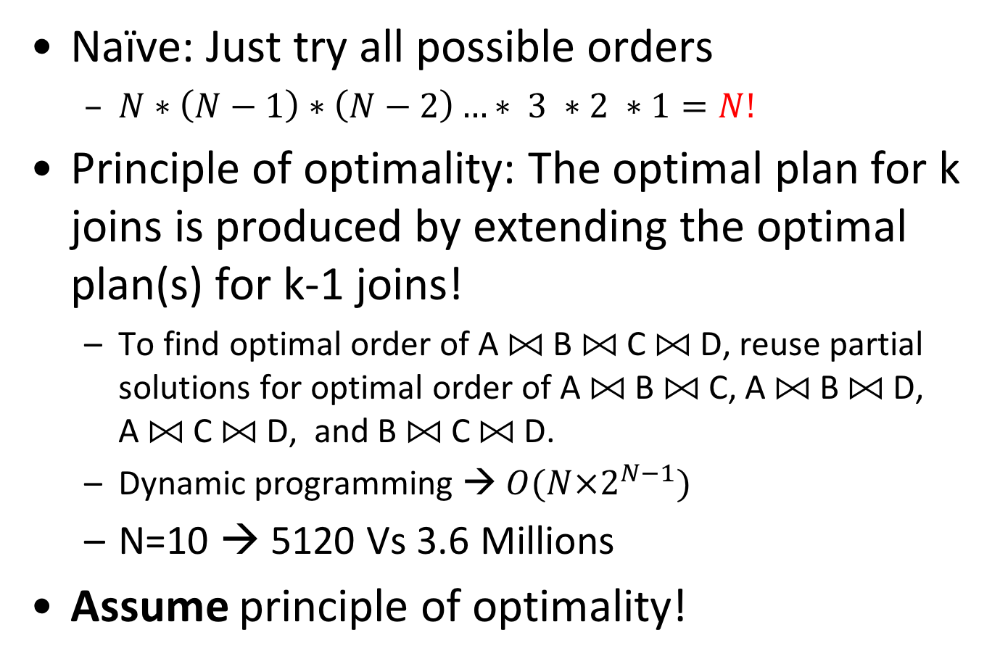 • Naïve: Just try all possible orders
– N ∗ (N − 1) ∗ (N − 2) … ∗ 3 ∗ 2 ∗ 1 = N!
• Principle of optimality: The optimal plan for k
joins is produced by extending the optimal
plan(s) for k-1 joins!
– To find optimal order of A ⋈ B ⋈ C ⋈ D, reuse partial
solutions for optimal order of A ⋈ B ⋈ C, A ⋈ B ⋈ D,
A ⋈ C ⋈ D, and B ⋈ C ⋈ D.
– Dynamic programming → O(N×2^{N−1})
– N=10 → 5120 Vs 3.6 Millions
• Assume principle of optimality!